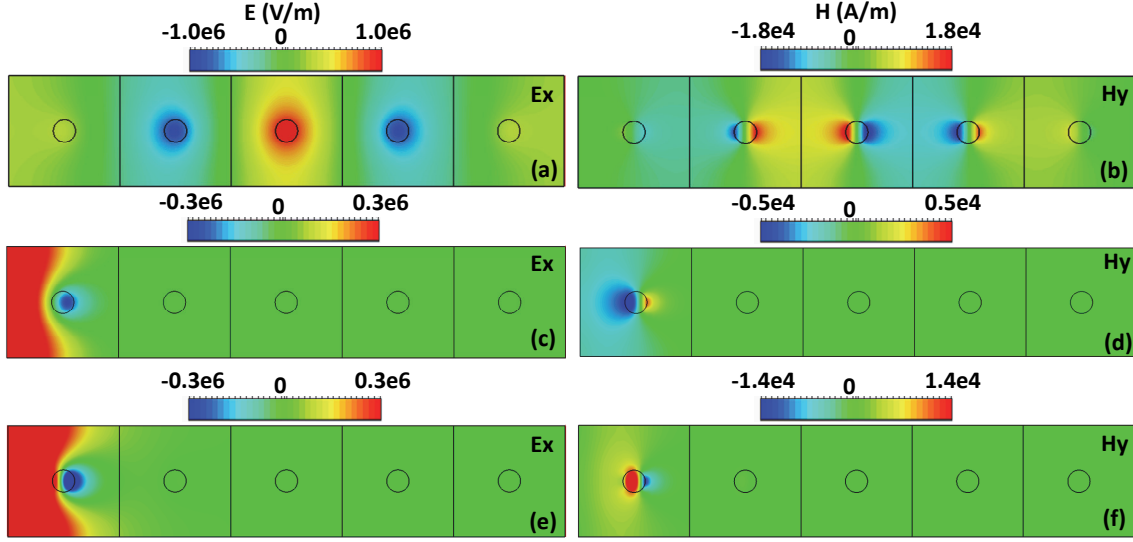 E (V/m)
-1.0e6 0 1.0e6
H (A/m)
-1.8e4 0 1.8e4
Ex
(a)
Hy
(b)
-0.3e6 0 0.3e6
-0.5e4 0 0.5e4
Ex
(c)
Hy
(d)
-0.3e6 0 0.3e6
-1.4e4 0 1.4e4
Ex
(e)
Hy
(f)